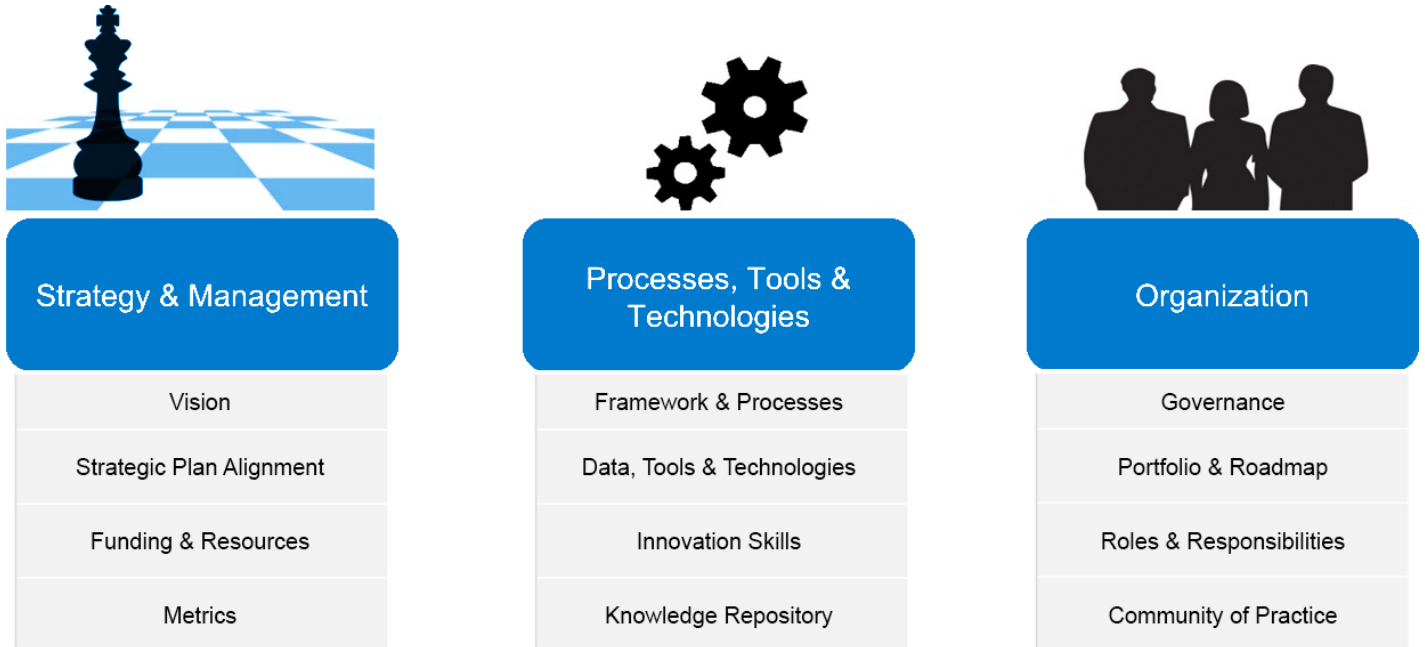 Strategy & Management
Vision
Strategic Plan Alignment
Funding & Resources
Metrics
Processes, Tools &
Technologies
Framework & Processes
Data, Tools & Technologies
Innovation Skills
Knowledge Repository
Organization
Governance
Portfolio & Roadmap
Roles & Responsibilities
Community of Practice